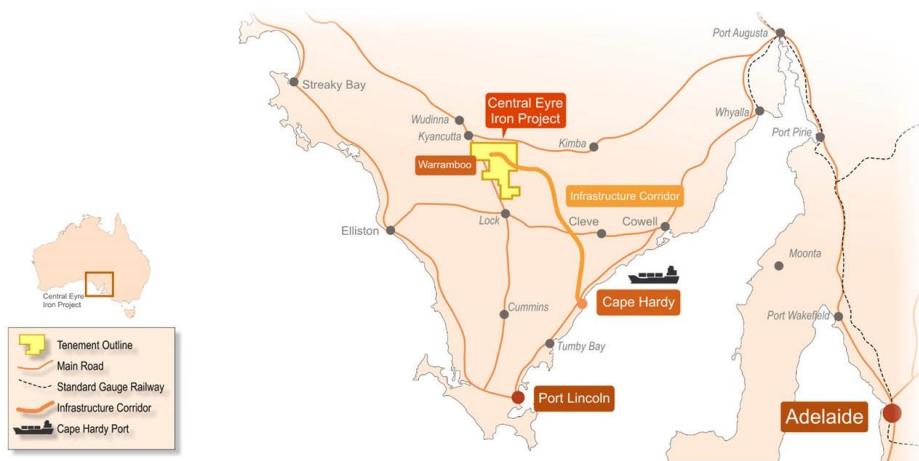 Port Augusta
Streaky Bay
Central Eyre
Iron Project
Wudinna
Whyalla
Kyancutta
Kimba
Port Pirie
Warramboo
Infrastructure Corridor
Lock
Cleve
Cowell
Elliston
Moonta
Central Eyre
Iron Project
Cape Hardy
Cummins
Port Wakefield
Tumby Bay
Tenement Outline
Main Road
Standard Gauge Railway
Infrastructure Corridor
Cape Hardy Port
Port Lincoln
Adelaide